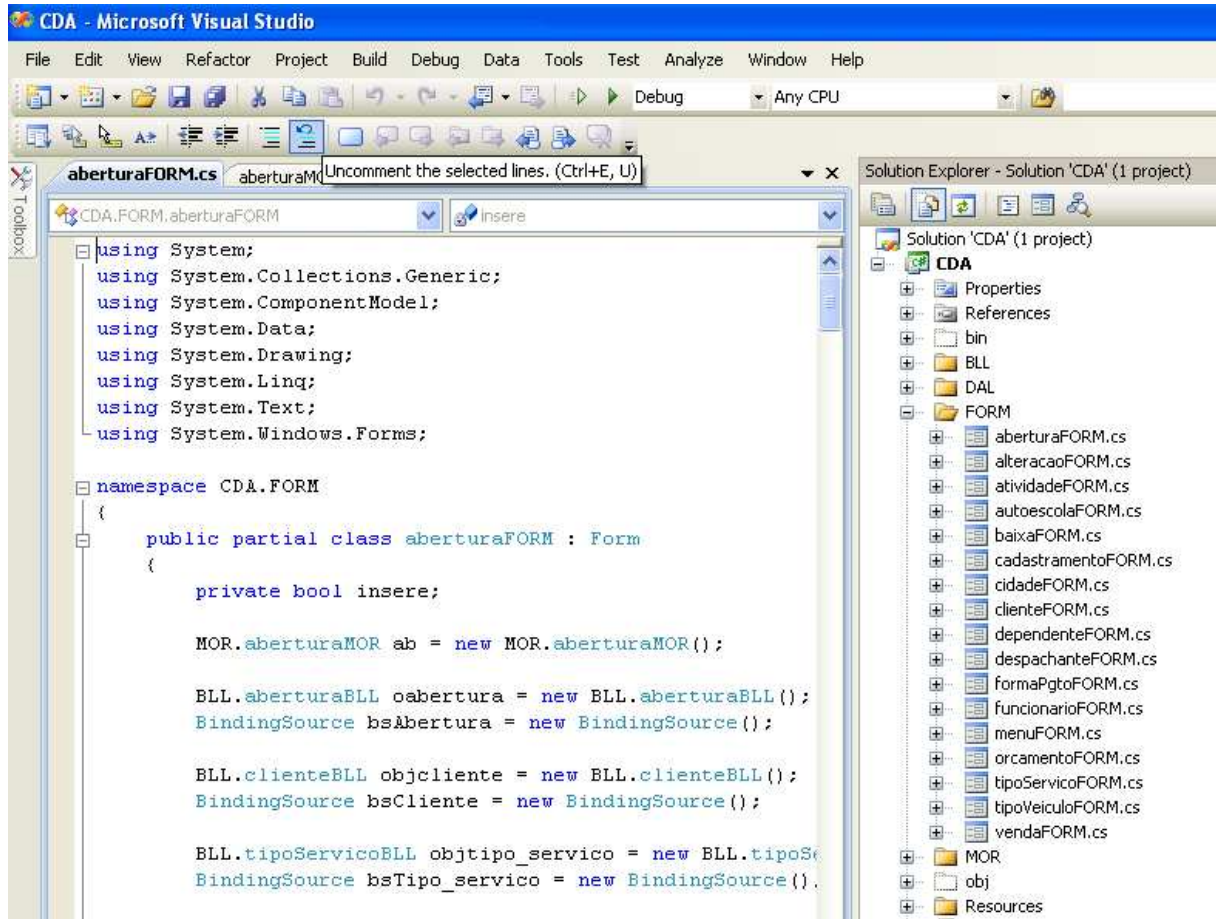 CDA - Microsoft Visual Studio
File Edit View Refactor Project Build Debug Data Tools Test Analyze Window Help
Debug Any CPU
Uncomment the selected lines. (Ctrl+E, U)
Toolbox
aberturaFORM.cs aberturaMO
CDA.FORM.aberturaFORM insere
using System;
using System.Collections.Generic;
using System.ComponentModel;
using System.Data;
using System.Drawing;
using System.Linq;
using System.Text;
using System.Windows.Forms;
namespace CDA.FORM
{
public partial class aberturaFORM : Form
{
private bool insere;
MOR.aberturaMOR ab = new MOR.aberturaMOR();
BLL.aberturaBLL oabertura = new BLL.aberturaBLL();
BindingSource bsAbertura = new BindingSource();
BLL.clienteBLL objcliente = new BLL.clienteBLL();
BindingSource bsCliente = new BindingSource();
BLL.tipoServicoBLL objtipo_servico = new BLL.tipoSe
BindingSource bsTipo_servico = new BindingSource()
Solution Explorer - Solution 'CDA' (1 project)
Solution 'CDA' (1 project)
CDA
Properties
References
bin
BLL
DAL
FORM
aberturaFORM.cs
alteracaoFORM.cs
atividadeFORM.cs
autoescolaFORM.cs
baixaFORM.cs
cadastramentoFORM.cs
cidadeFORM.cs
clienteFORM.cs
dependenteFORM.cs
despachanteFORM.cs
formaPgtoFORM.cs
funcionarioFORM.cs
menuFORM.cs
orcamentoFORM.cs
tipoServicoFORM.cs
tipoVeiculoFORM.cs
vendaFORM.cs
MOR
obj
Resources